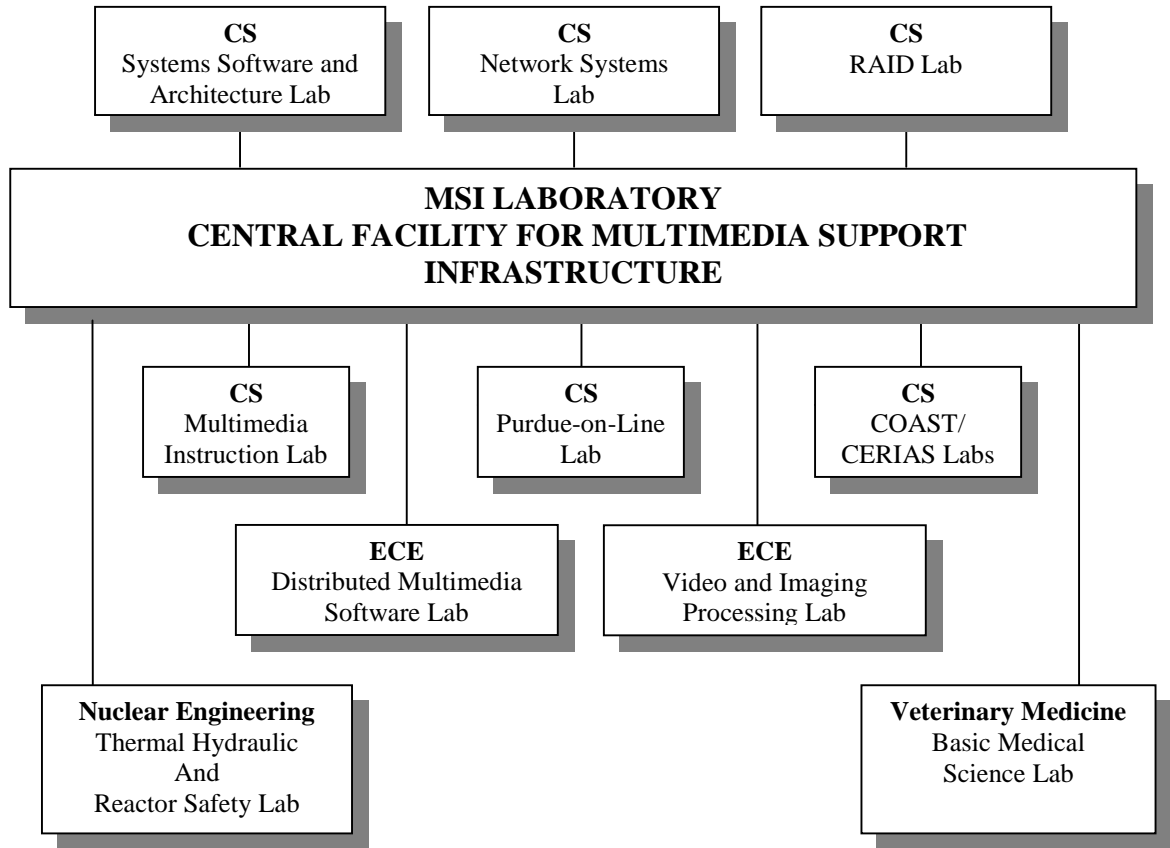 CS
Systems Software and
Architecture Lab
CS
Network Systems
Lab
CS
RAID Lab
MSI LABORATORY
CENTRAL FACILITY FOR MULTIMEDIA SUPPORT
INFRASTRUCTURE
CS
Multimedia
Instruction Lab
CS
Purdue-on-Line
Lab
CS
COAST/
CERIAS Labs
ECE
Distributed Multimedia
Software Lab
ECE
Video and Imaging
Processing Lab
Nuclear Engineering
Thermal Hydraulic
And
Reactor Safety Lab
Veterinary Medicine
Basic Medical
Science Lab